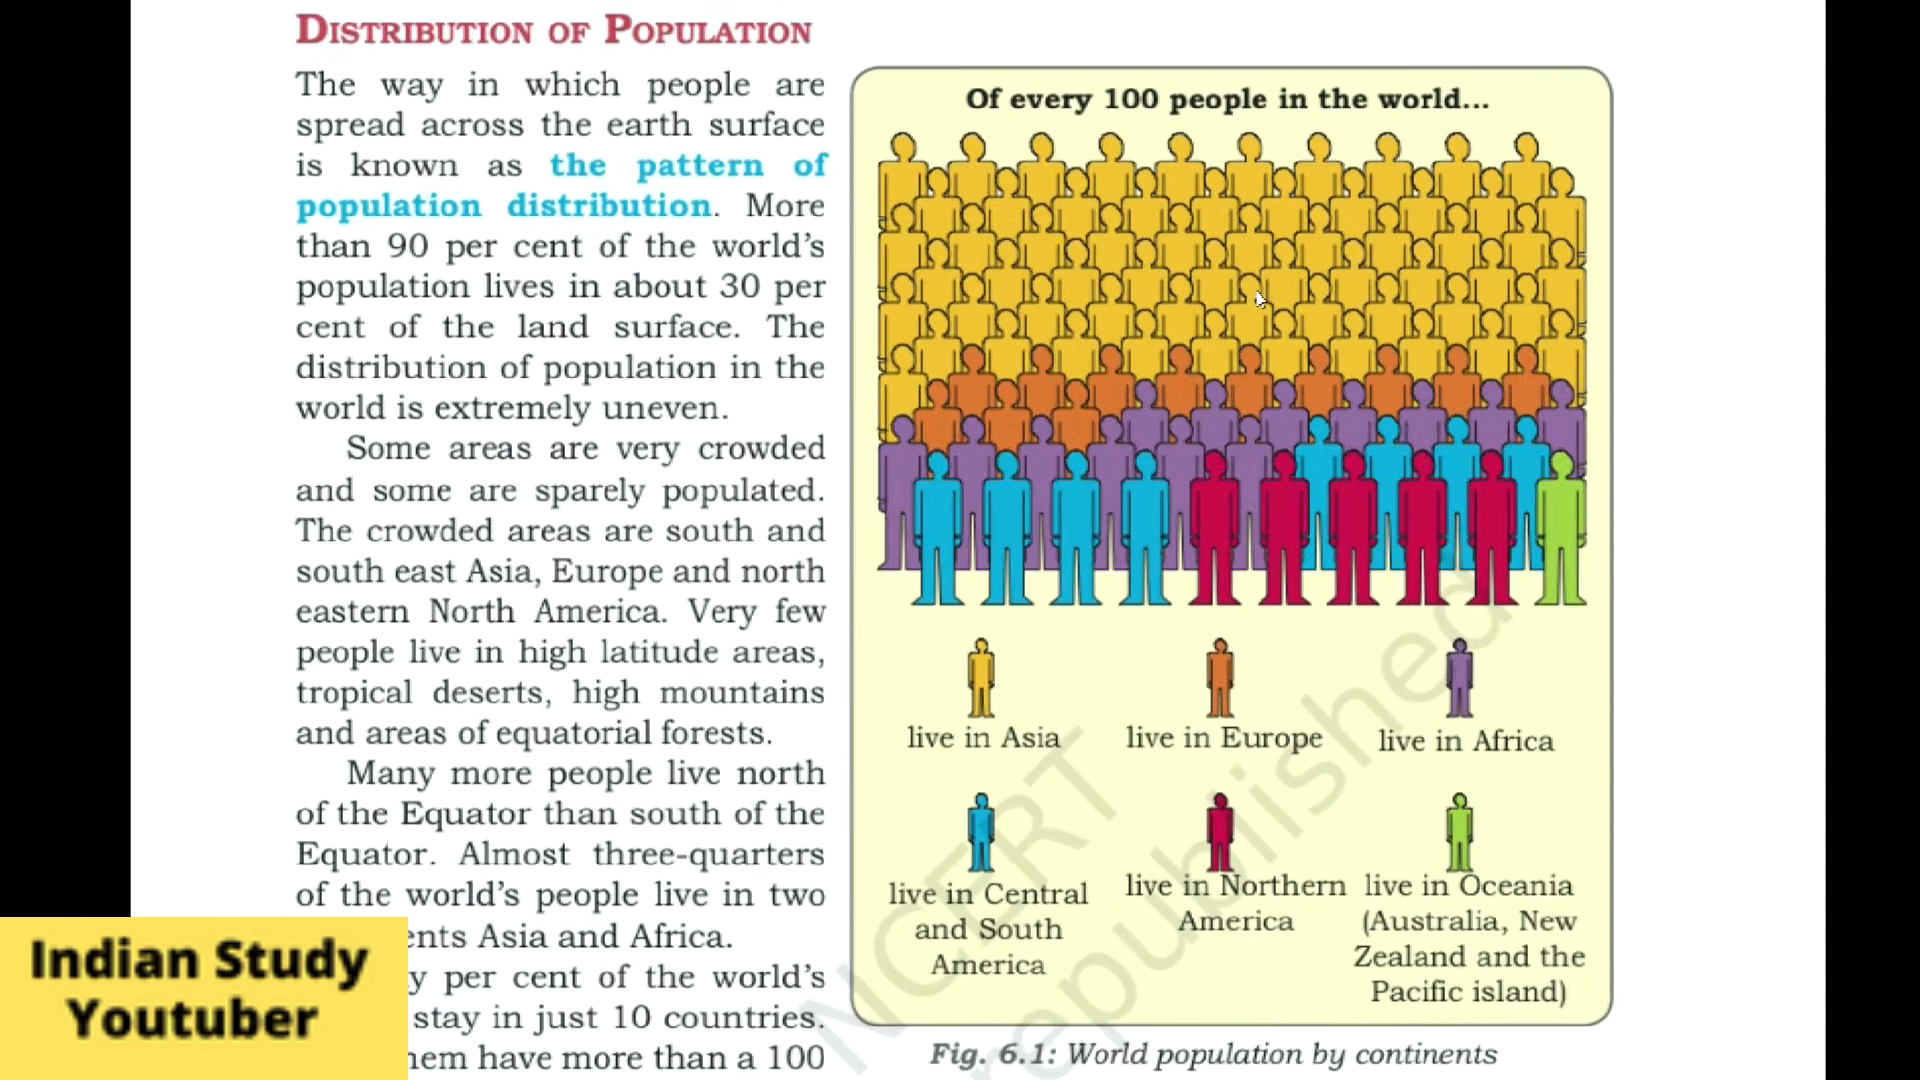 DISTRIBUTION OF POPULATION
The way in which people are
spread across the earth surface
is known as the pattern of
population distribution. More
than 90 per cent of the world's
population lives in about 30 per
cent of the land surface. The
distribution of population in the
world is extremely uneven.
Some areas are very crowded
and some are sparely populated.
The crowded areas are south and
south east Asia, Europe and north
eastern North America. Very few
people live in high latitude areas,
tropical deserts, high mountains
and areas of equatorial forests.
Many more people live north
of the Equator than south of the
Equator. Almost three-quarters
of the world's people live in two
ents Asia and Africa.
y per cent of the world's
stay in just 10 countries.
hem have more than a 100
Of every 100 people in the world...
live in Asia
live in Europe
live in Africa
live in Central
and South
America
live in Northern
America
live in Oceania
(Australia, New
Zealand and the
Pacific island)
Fig. 6.1: World population by continents
NCERT
republished
Indian Study
Youtuber